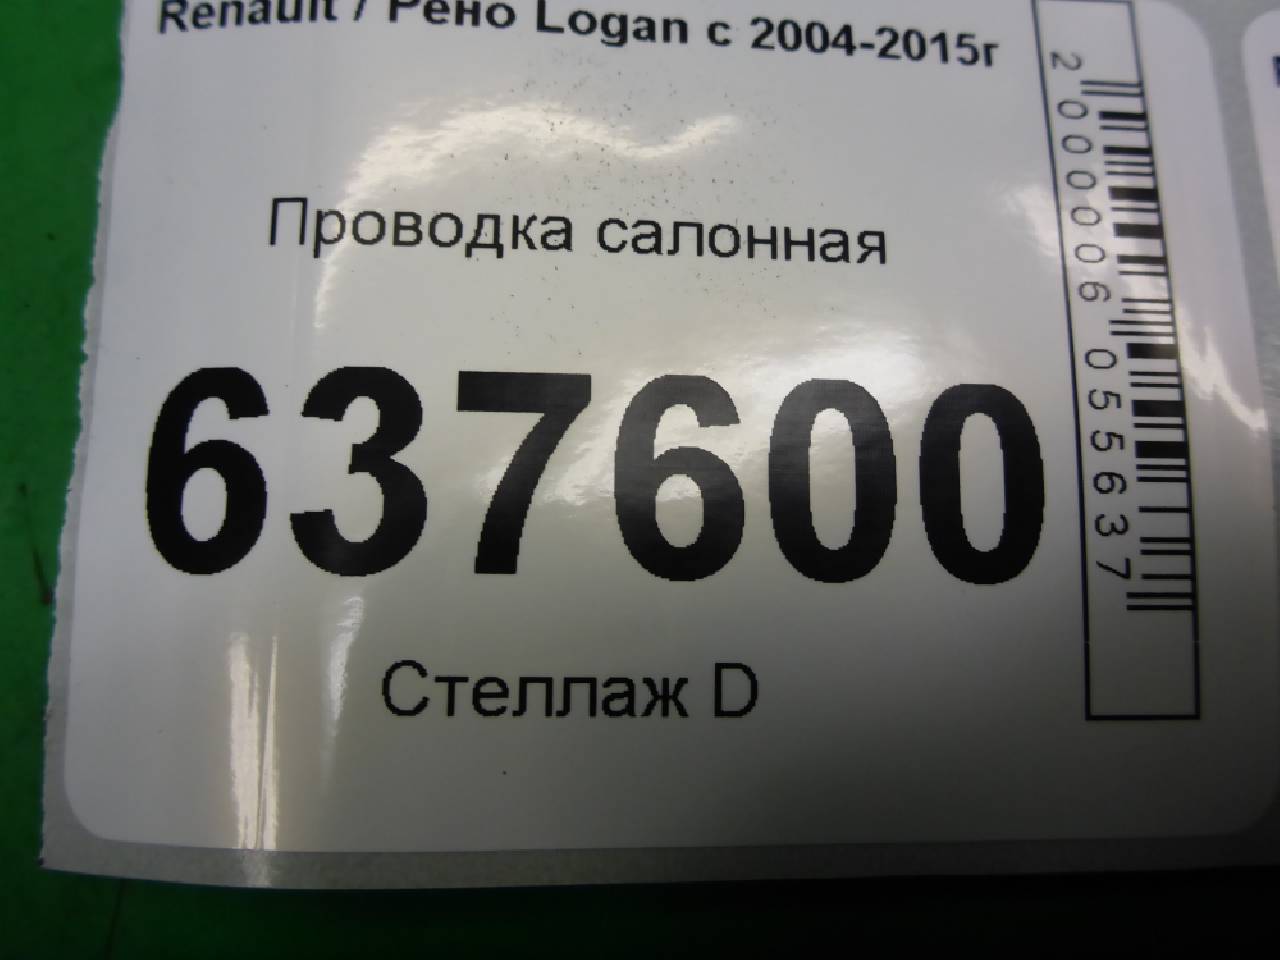 Renault / Рено Logan с 2004-2015г
Проводка салонная
637600
Стеллаж D
2000006055637